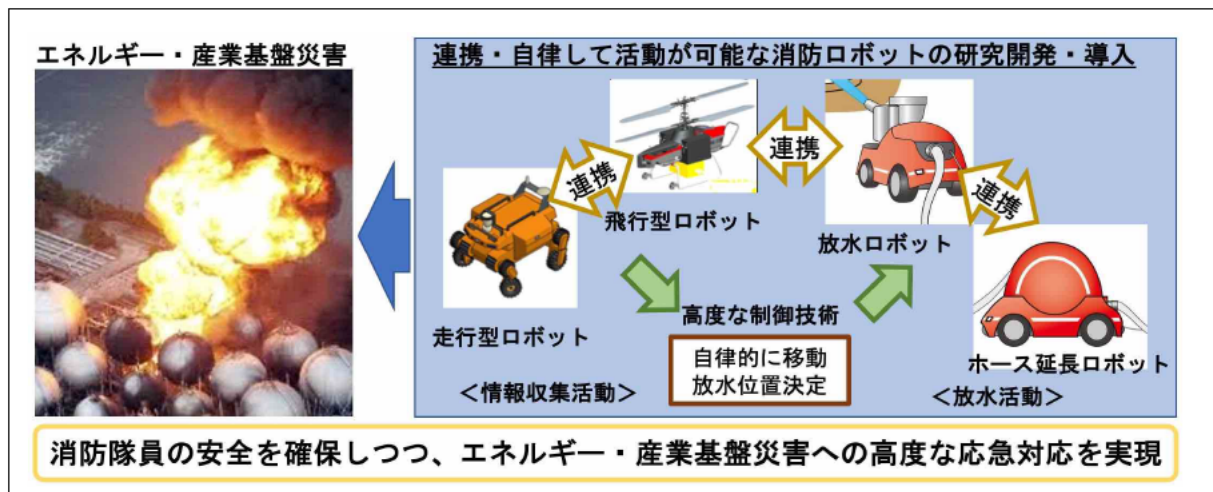 エネルギー・産業基盤災害
連携・自律して活動が可能な消防ロボットの研究開発・導入
連携
連携
連携
飛行型ロボット
放水ロボット
走行型ロボット
高度な制御技術
自律的に移動
放水位置決定
ホース延長ロボット
<情報収集活動>
<放水活動>
消防隊員の安全を確保しつつ、エネルギー・産業基盤災害への高度な応急対応を実現